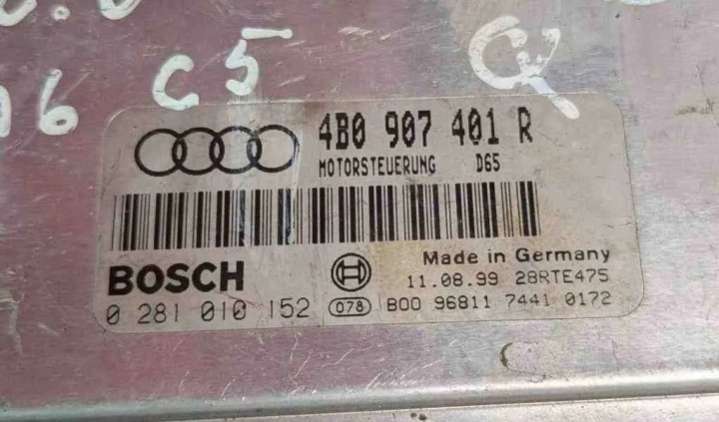 A6 C5
4B0 907 401 R
MOTORSTEUERUNG D65
Made in Germany
BOSCH 11.08.99 28RTE475
0 281 010 152 078 B00 96811 7441 0172